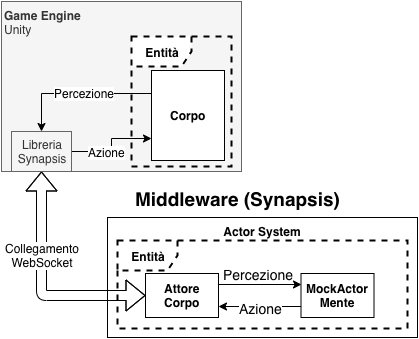 Game Engine
Unity
Entità
Percezione
Corpo
Libreria
Synapsis
Azione
Middleware (Synapsis)
Actor System
Collegamento
WebSocket
Entità
Attore
Corpo
Percezione
Azione
MockActor
Mente